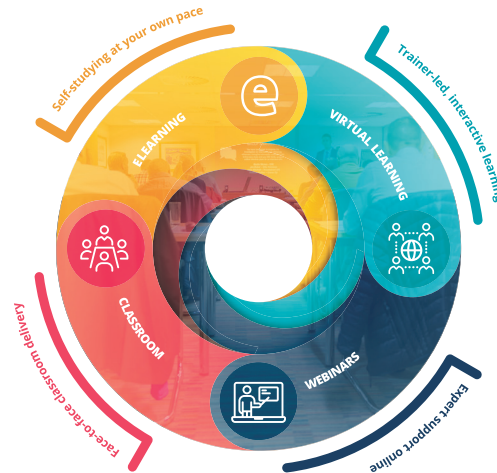 Self-studying at your own pace
ELEARNING
e
Trainer-led, interactive learning
VIRTUAL LEARNING
CLASSROOM
Face-to-face classroom delivery
WEBINARS
Expert support online